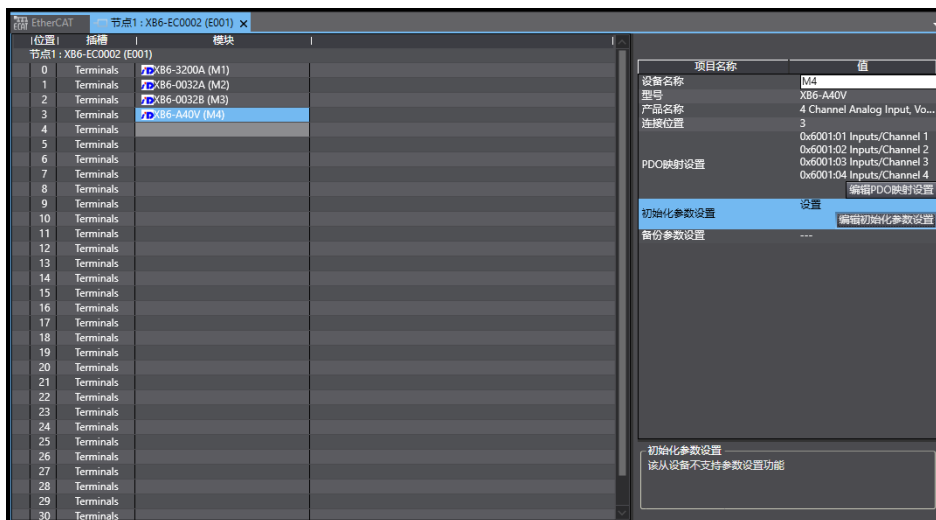 EtherCAT 节点1 : XB6-EC0002 (E001) ×
位置 插槽 模块
节点1 : XB6-EC0002 (E001)
0 Terminals XB6-3200A (M1)
1 Terminals XB6-0032A (M2)
2 Terminals XB6-0032B (M3)
3 Terminals XB6-A40V (M4)
4 Terminals
5 Terminals
6 Terminals
7 Terminals
8 Terminals
9 Terminals
10 Terminals
11 Terminals
12 Terminals
13 Terminals
14 Terminals
15 Terminals
16 Terminals
17 Terminals
18 Terminals
19 Terminals
20 Terminals
21 Terminals
22 Terminals
23 Terminals
24 Terminals
25 Terminals
26 Terminals
27 Terminals
28 Terminals
29 Terminals
30 Terminals
项目名称 值
设备名称 M4
型号 XB6-A40V
产品名称 4 Channel Analog Input, Vo...
连接位置 3
PDO映射设置
0x6001:01 Inputs/Channel 1
0x6001:02 Inputs/Channel 2
0x6001:03 Inputs/Channel 3
0x6001:04 Inputs/Channel 4
编辑PDO映射设置
初始化参数设置 设置
编辑初始化参数设置
备份参数设置 ---
初始化参数设置
该从设备不支持参数设置功能